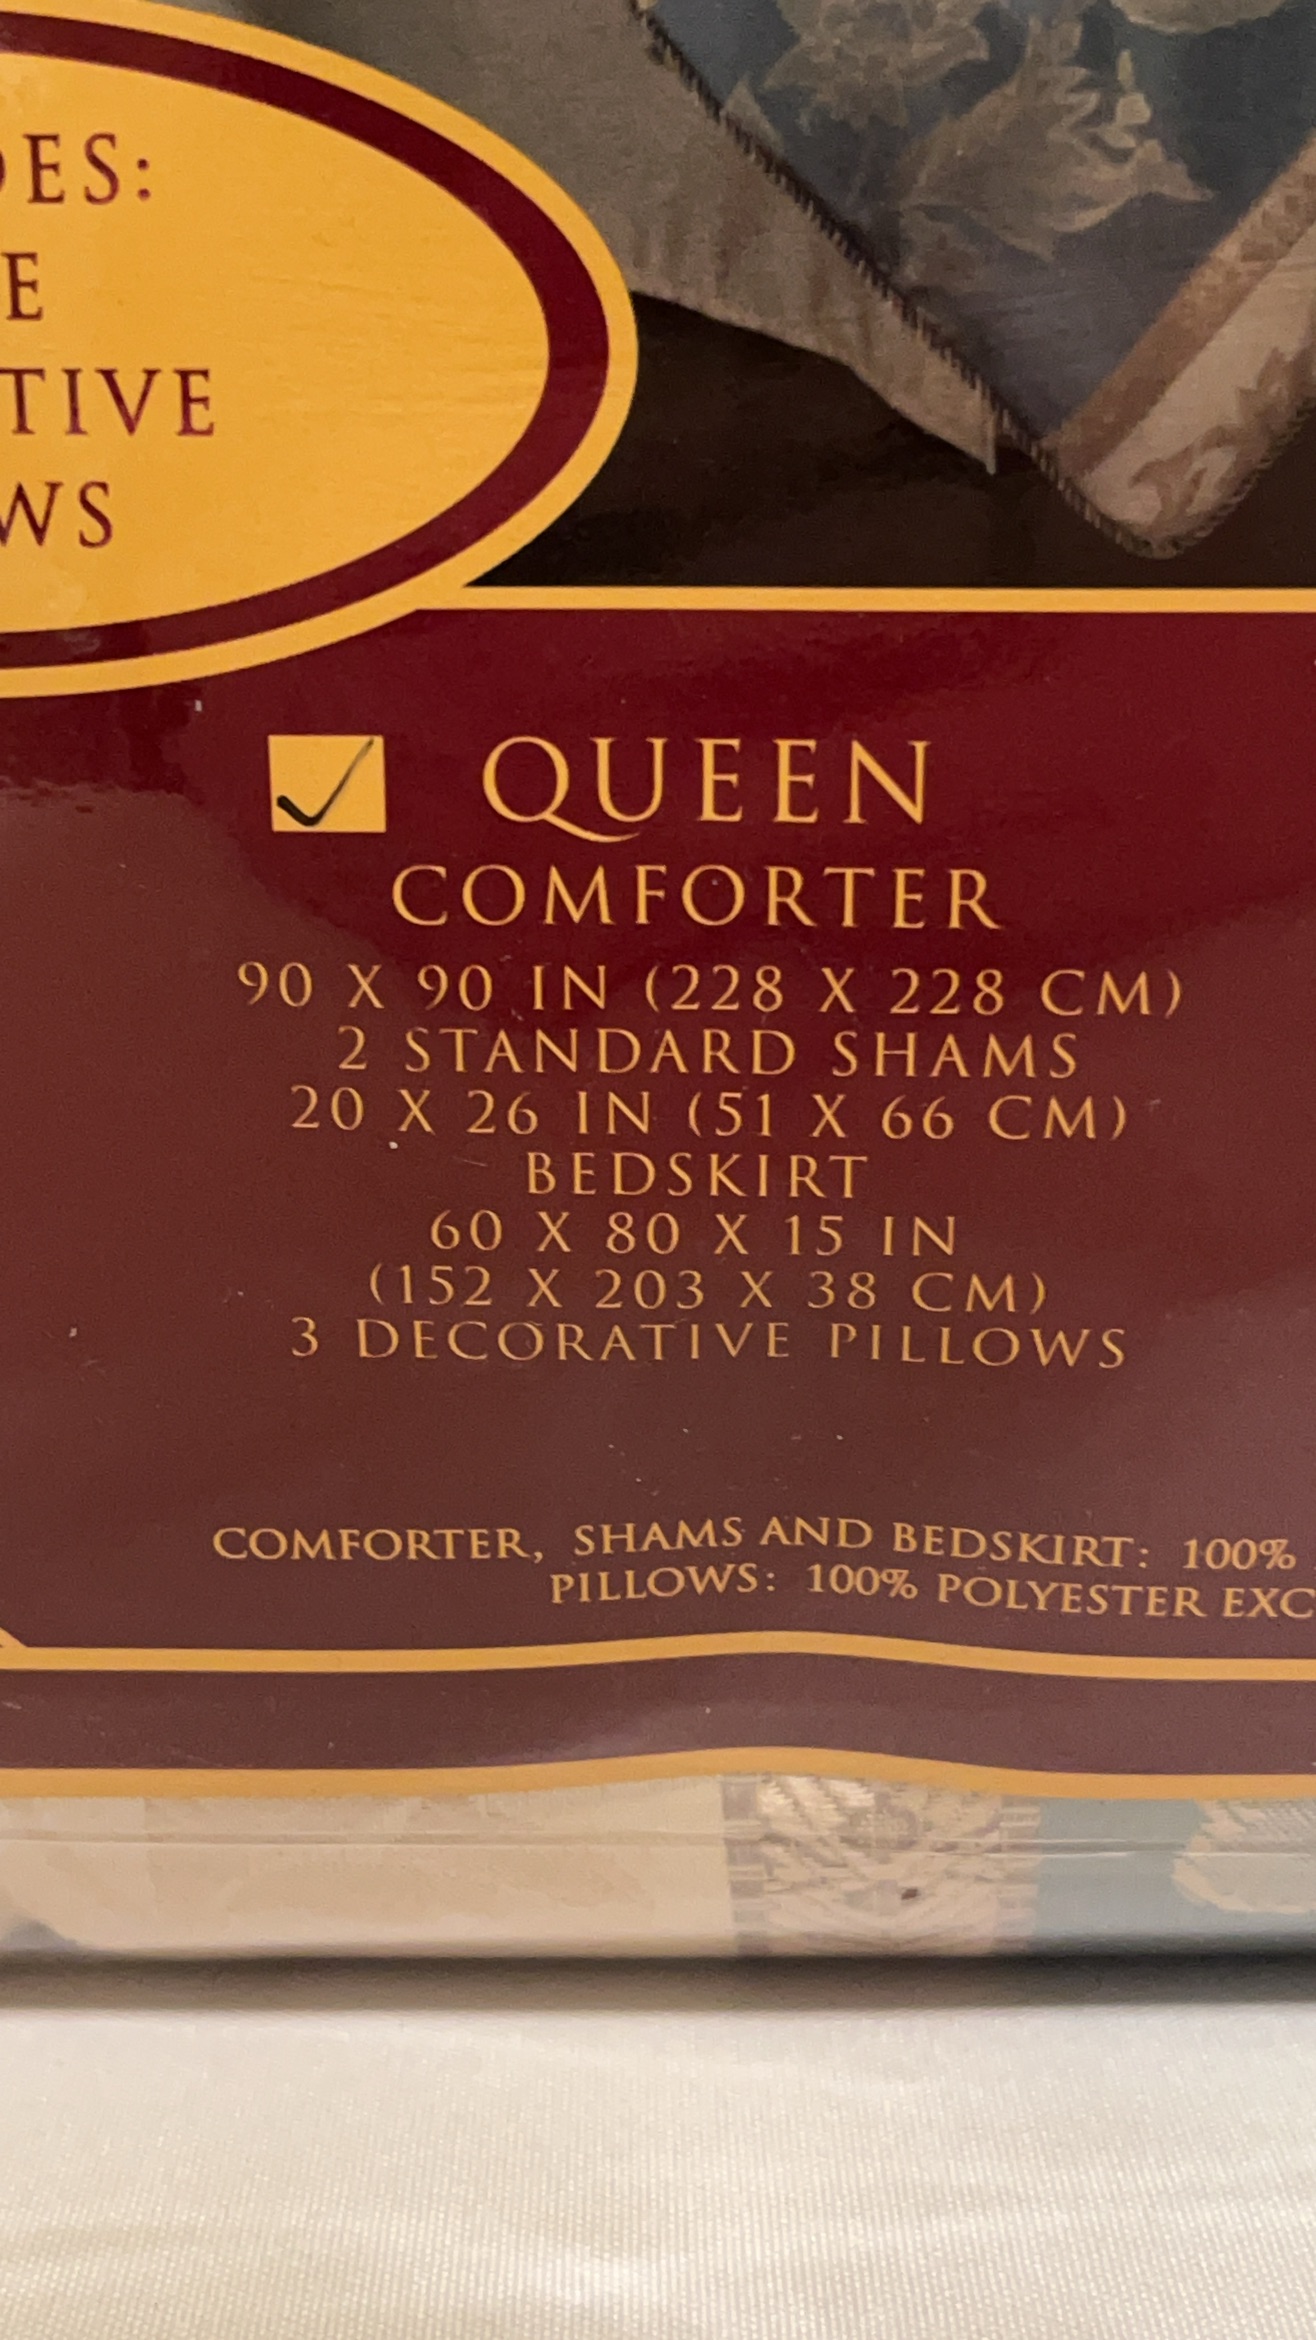 DES:
E
TIVE
WS
QUEEN
COMFORTER
90 X 90 IN (228 X 228 CM)
2 STANDARD SHAMS
20 X 26 IN (51 X 66 CM)
BEDSKIRT
60 X 80 X 15 IN
(152 X 203 X 38 CM)
3 DECORATIVE PILLOWS
COMFORTER, SHAMS AND BEDSKIRT: 100%
PILLOWS: 100% POLYESTER EXC